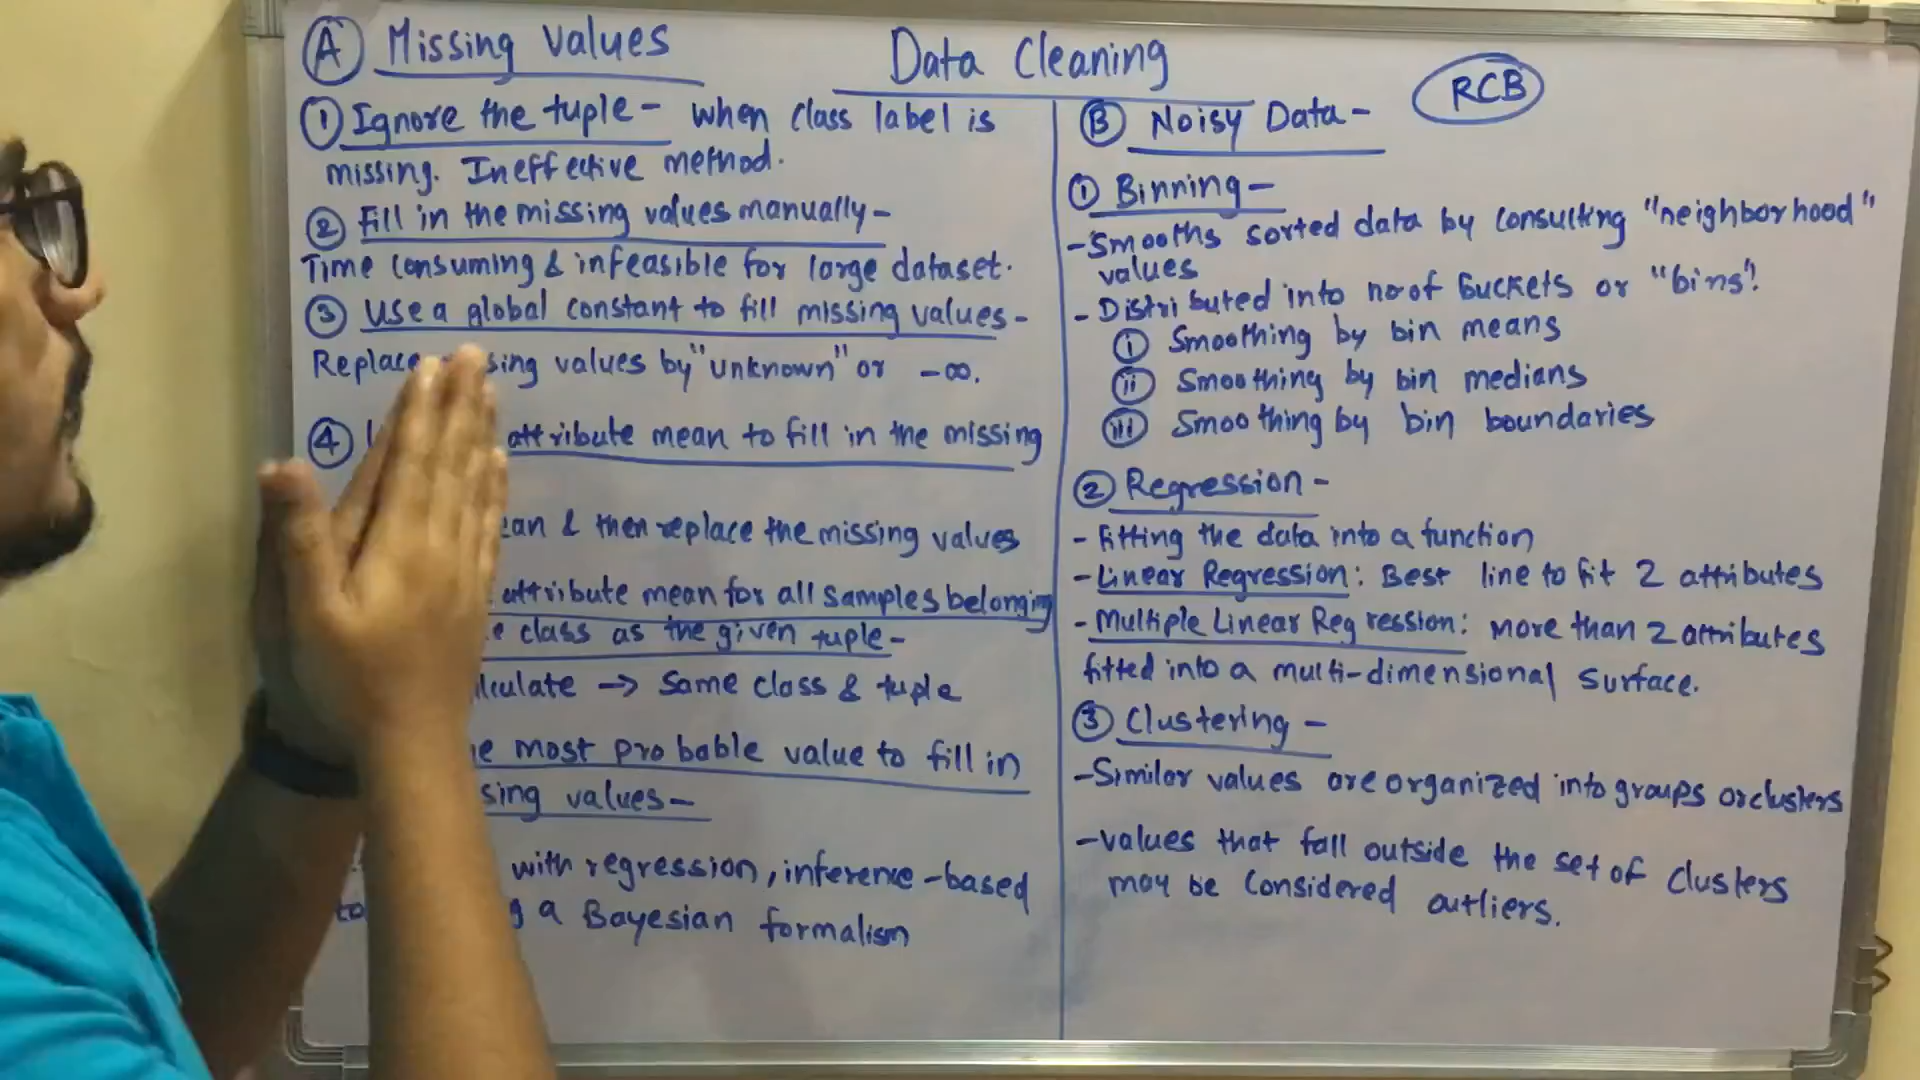 Data Cleaning
RCB
Ⓐ Missing Values
① Ignore the tuple - when class label is
missing. Ineffective method.
② Fill in the missing values manually -
Time consuming & infeasible for large dataset.
③ Use a global constant to fill missing values -
Replace missing values by "unknown" or -∞.
④ attribute mean to fill in the missing
& then replace the missing values
attribute mean for all samples belonging
class as the given tuple -
→ Same class & tuple
most probable value to fill in
values -
with regression, inference-based
a Bayesian formalism
Ⓑ Noisy Data -
① Binning -
- Smooths sorted data by consulting "neighborhood"
values
- Distributed into no of buckets or "bins".
ⓘ Smoothing by bin means
ⓘⓘ Smoothing by bin medians
ⓘⓘⓘ Smoothing by bin boundaries
② Regression -
- Fitting the data into a function
- Linear Regression: Best line to fit 2 attributes
- Multiple Linear Regression: more than 2 attributes
fitted into a multi-dimensional surface.
③ Clustering -
- Similar values are organized into groups or clusters
- values that fall outside the set of clusters
may be considered outliers.